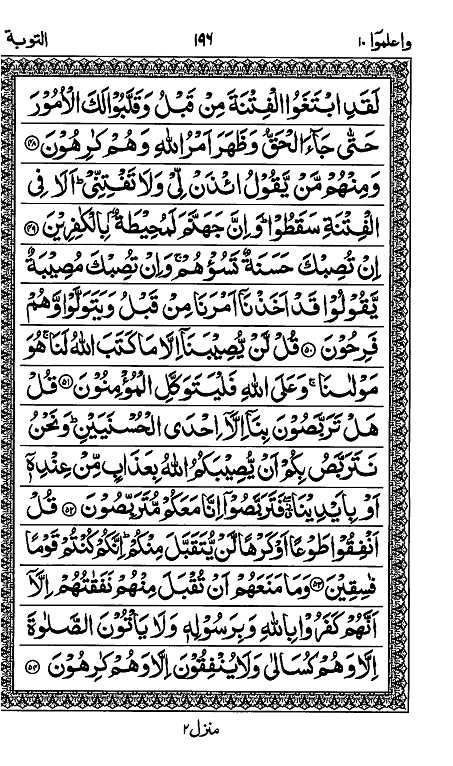 واعلموا ١٠ ١٩٦ التوبة
لَقَدِ ابْتَغَوُا الْفِتْنَةَ مِنْ قَبْلُ وَقَلَّبُوْا لَكَ الْاُمُوْرَ
حَتّٰى جَآءَ الْحَقُّ وَظَهَرَ اَمْرُ اللّٰهِ وَهُمْ كٰرِهُوْنَ ﴿٤٨﴾
وَمِنْهُمْ مَّنْ يَّقُوْلُ ائْذَنْ لِّىْ وَلَا تَفْتِنِّىْ ؕ اَلَا فِى
الْفِتْنَةِ سَقَطُوْا ؕ وَاِنَّ جَهَنَّمَ لَمُحِيْطَةٌۢ بِالْكٰفِرِيْنَ ﴿٤٩﴾
اِنْ تُصِبْكَ حَسَنَةٌ تَسُؤْهُمْ ۚ وَاِنْ تُصِبْكَ مُصِيْبَةٌ
يَّقُوْلُوْا قَدْ اَخَذْنَاۤ اَمْرَنَا مِنْ قَبْلُ وَيَتَوَلَّوْا وَّهُمْ
فَرِحُوْنَ ﴿٥٠﴾ قُلْ لَّنْ يُّصِيْبَنَاۤ اِلَّا مَا كَتَبَ اللّٰهُ لَنَا ۚ هُوَ
مَوْلٰىنَا ۚ وَعَلَى اللّٰهِ فَلْيَتَوَكَّلِ الْمُؤْمِنُوْنَ ﴿٥١﴾ قُلْ
هَلْ تَرَبَّصُوْنَ بِنَاۤ اِلَّاۤ اِحْدَى الْحُسْنَيَيْنِ ؕ وَنَحْنُ
نَتَرَبَّصُ بِكُمْ اَنْ يُّصِيْبَكُمُ اللّٰهُ بِعَذَابٍ مِّنْ عِنْدِهٖۤ
اَوْ بِاَيْدِيْنَا ۖ فَتَرَبَّصُوْۤا اِنَّا مَعَكُمْ مُّتَرَبِّصُوْنَ ﴿٥٢﴾ قُلْ
اَنْفِقُوْا طَوْعًا اَوْ كَرْهًا لَّنْ يُّتَقَبَّلَ مِنْكُمْ ؕ اِنَّكُمْ كُنْتُمْ قَوْمًا
فٰسِقِيْنَ ﴿٥٣﴾ وَمَا مَنَعَهُمْ اَنْ تُقْبَلَ مِنْهُمْ نَفَقٰتُهُمْ اِلَّاۤ
اَنَّهُمْ كَفَرُوْا بِاللّٰهِ وَبِرَسُوْلِهٖ وَلَا يَاْتُوْنَ الصَّلٰوةَ
اِلَّا وَهُمْ كُسَالٰى وَلَا يُنْفِقُوْنَ اِلَّا وَهُمْ كٰرِهُوْنَ ﴿٥٤﴾
منزل ٢